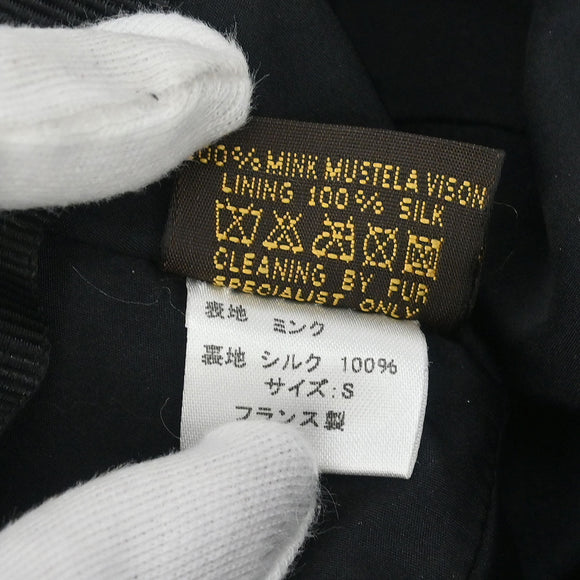 00% MINK MUSTELA VISON
LINING 100% SILK
CLEANING BY FUR
SPECIALIST ONLY
表地 ミンク
裏地 シルク 100%
サイズ:S
フランス製